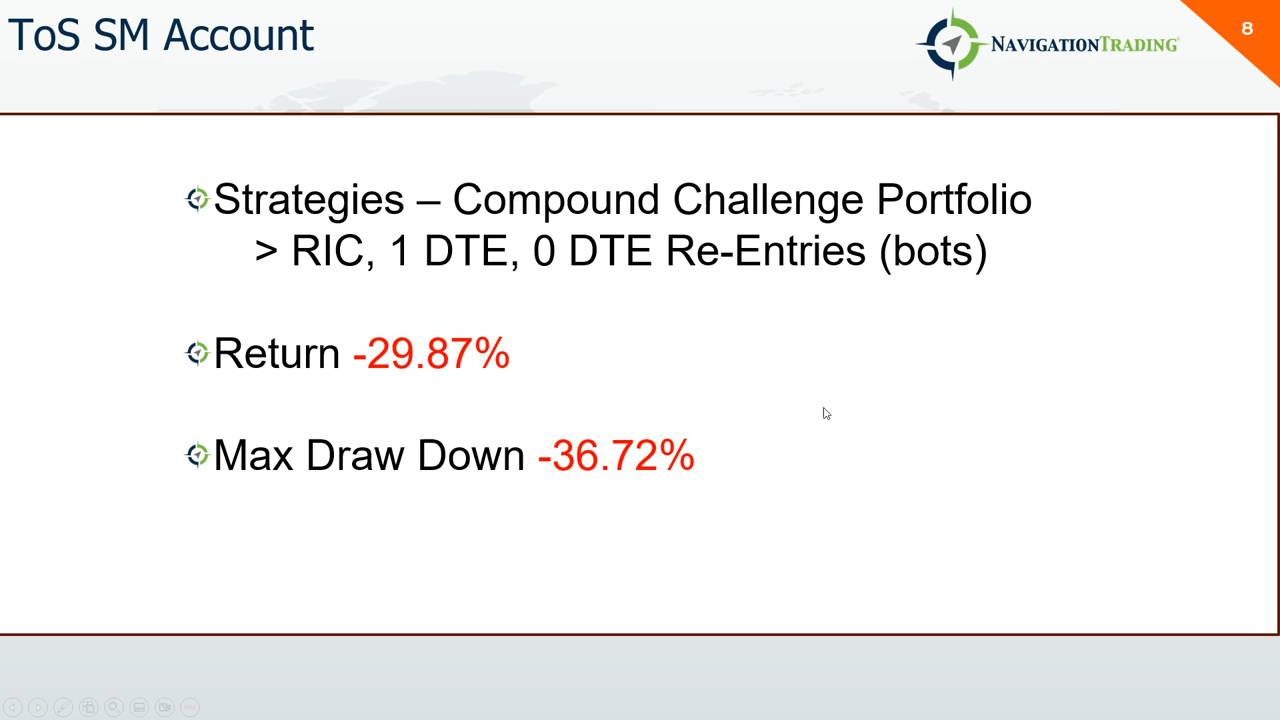 ToS SM Account
NAVIGATIONTRADING
8
Strategies – Compound Challenge Portfolio
> RIC, 1 DTE, 0 DTE Re-Entries (bots)
Return -29.87%
Max Draw Down -36.72%